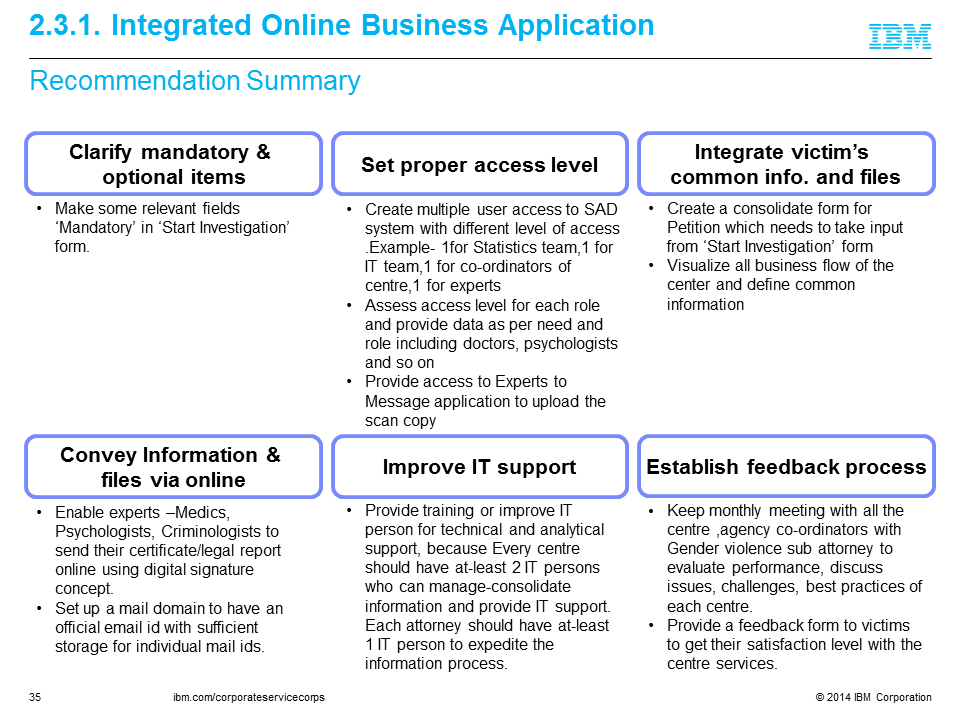 2.3.1. Integrated Online Business Application
IBM
Recommendation Summary
Clarify mandatory &
optional items
• Make some relevant fields
‘Mandatory’ in ‘Start Investigation’
form.
Set proper access level
• Create multiple user access to SAD
system with different level of access
.Example- 1for Statistics team,1 for
IT team,1 for co-ordinators of
centre,1 for experts
• Assess access level for each role
and provide data as per need and
role including doctors, psychologists
and so on
• Provide access to Experts to
Message application to upload the
scan copy
Integrate victim’s
common info. and files
• Create a consolidate form for
Petition which needs to take input
from ‘Start Investigation’ form
• Visualize all business flow of the
center and define common
information
Convey Information &
files via online
• Enable experts –Medics,
Psychologists, Criminologists to
send their certificate/legal report
online using digital signature
concept.
• Set up a mail domain to have an
official email id with sufficient
storage for individual mail ids.
Improve IT support
• Provide training or improve IT
person for technical and analytical
support, because Every centre
should have at-least 2 IT persons
who can manage-consolidate
information and provide IT support.
Each attorney should have at-least
1 IT person to expedite the
information process.
Establish feedback process
• Keep monthly meeting with all the
centre ,agency co-ordinators with
Gender violence sub attorney to
evaluate performance, discuss
issues, challenges, best practices of
each centre.
• Provide a feedback form to victims
to get their satisfaction level with the
centre services.
35
ibm.com/corporateservicecorps
© 2014 IBM Corporation